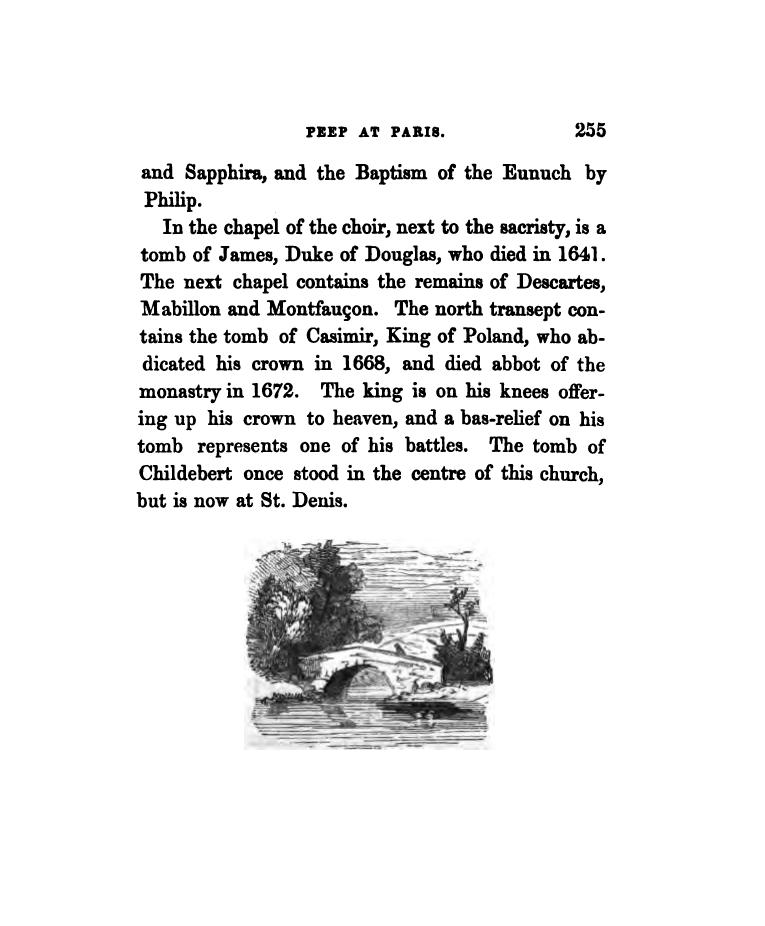 PEEP AT PARIS. 255
and Sapphira, and the Baptism of the Eunuch by
Philip.
In the chapel of the choir, next to the sacristy, is a
tomb of James, Duke of Douglas, who died in 1641.
The next chapel contains the remains of Descartes,
Mabillon and Montfauçon. The north transept con-
tains the tomb of Casimir, King of Poland, who ab-
dicated his crown in 1668, and died abbot of the
monastry in 1672. The king is on his knees offer-
ing up his crown to heaven, and a bas-relief on his
tomb represents one of his battles. The tomb of
Childebert once stood in the centre of this church,
but is now at St. Denis.